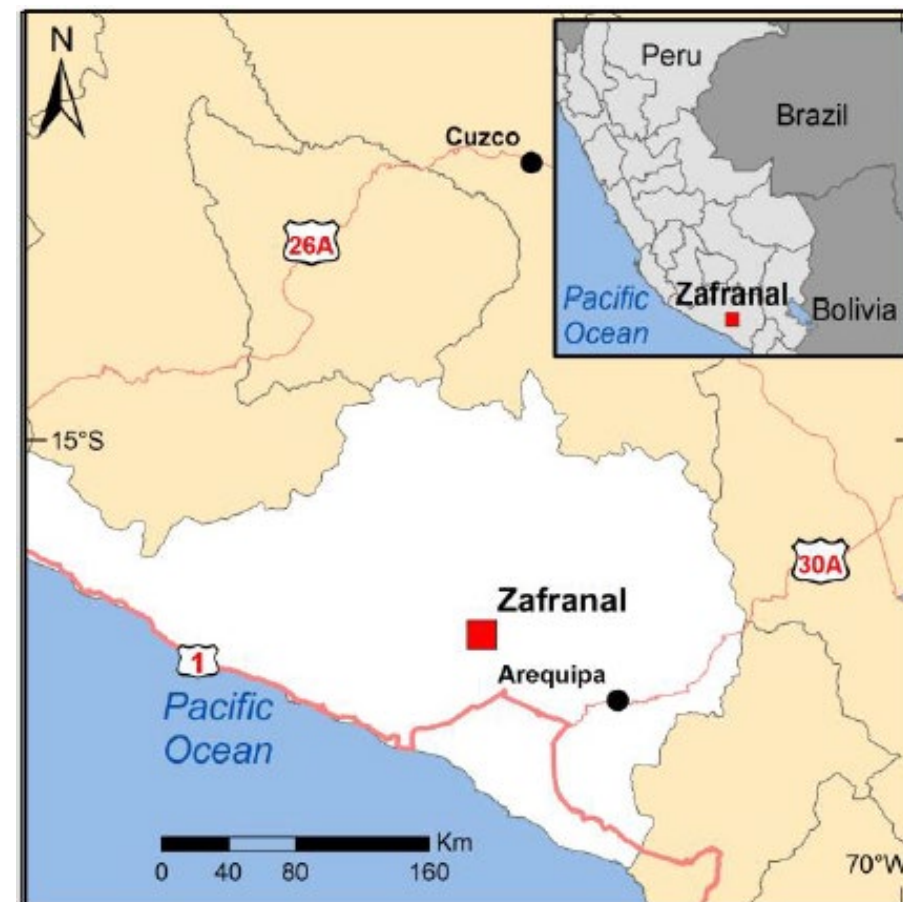 N
Cuzco
26A
Peru
Brazil
Zafranal
Pacific
Ocean
Bolivia
15°S
30A
Zafranal
1
Arequipa
Pacific
Ocean
Km
0 40 80 160
70°W